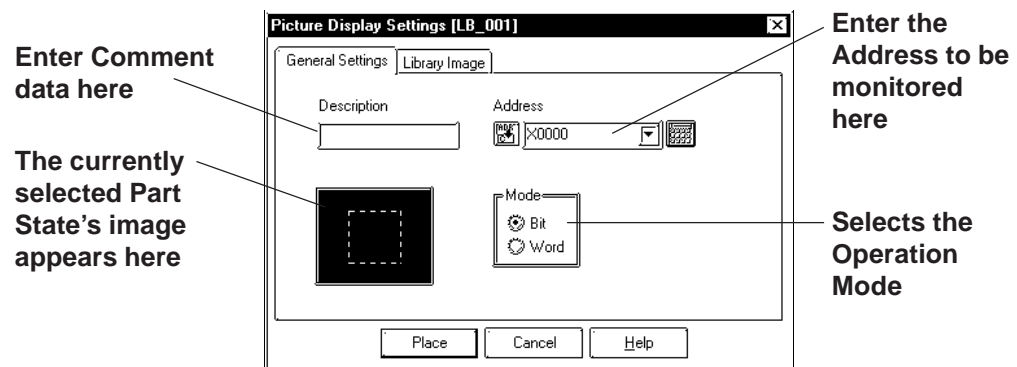 Picture Display Settings [LB_001]
Enter Comment
data here
Enter the
Address to be
monitored
here
General Settings
Library Image
Description
Address
X0000
The currently
selected Part
State's image
appears here
Mode
Bit
Word
Selects the
Operation
Mode
Place
Cancel
Help